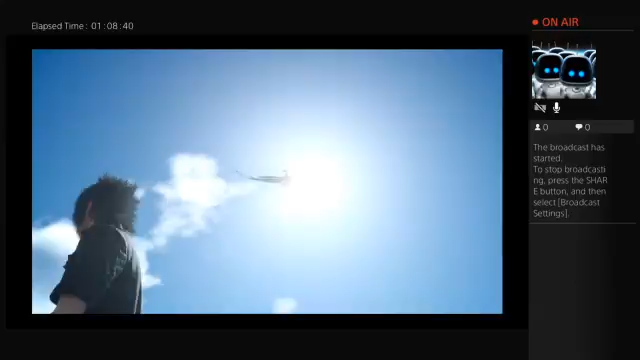 Elapsed Time : 01:08:40
ON AIR
0 0
The broadcast has
started.
To stop broadcasti
ng, press the SHAR
E button, and then
select [Broadcast
Settings].